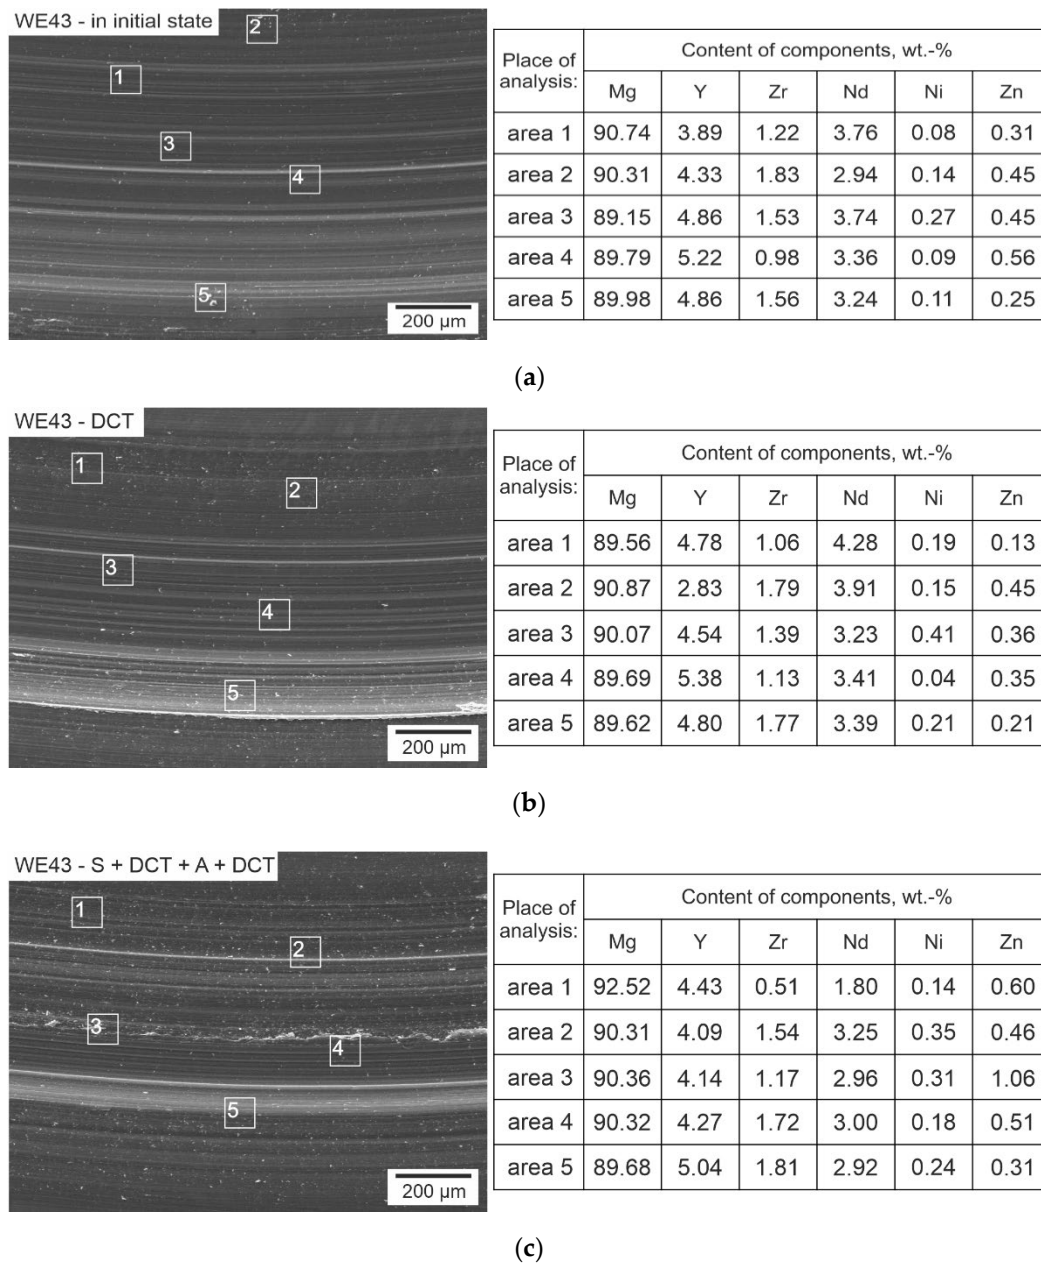 WE43 - in initial state
1
2
3
4
5
200 μm
Place of analysis: Content of components, wt.-%
Mg Y Zr Nd Ni Zn
area 1 90.74 3.89 1.22 3.76 0.08 0.31
area 2 90.31 4.33 1.83 2.94 0.14 0.45
area 3 89.15 4.86 1.53 3.74 0.27 0.45
area 4 89.79 5.22 0.98 3.36 0.09 0.56
area 5 89.98 4.86 1.56 3.24 0.11 0.25
(a)
WE43 - DCT
1
2
3
4
5
200 μm
Place of analysis: Content of components, wt.-%
Mg Y Zr Nd Ni Zn
area 1 89.56 4.78 1.06 4.28 0.19 0.13
area 2 90.87 2.83 1.79 3.91 0.15 0.45
area 3 90.07 4.54 1.39 3.23 0.41 0.36
area 4 89.69 5.38 1.13 3.41 0.04 0.35
area 5 89.62 4.80 1.77 3.39 0.21 0.21
(b)
WE43 - S + DCT + A + DCT
1
2
3
4
5
200 μm
Place of analysis: Content of components, wt.-%
Mg Y Zr Nd Ni Zn
area 1 92.52 4.43 0.51 1.80 0.14 0.60
area 2 90.31 4.09 1.54 3.25 0.35 0.46
area 3 90.36 4.14 1.17 2.96 0.31 1.06
area 4 90.32 4.27 1.72 3.00 0.18 0.51
area 5 89.68 5.04 1.81 2.92 0.24 0.31
(c)